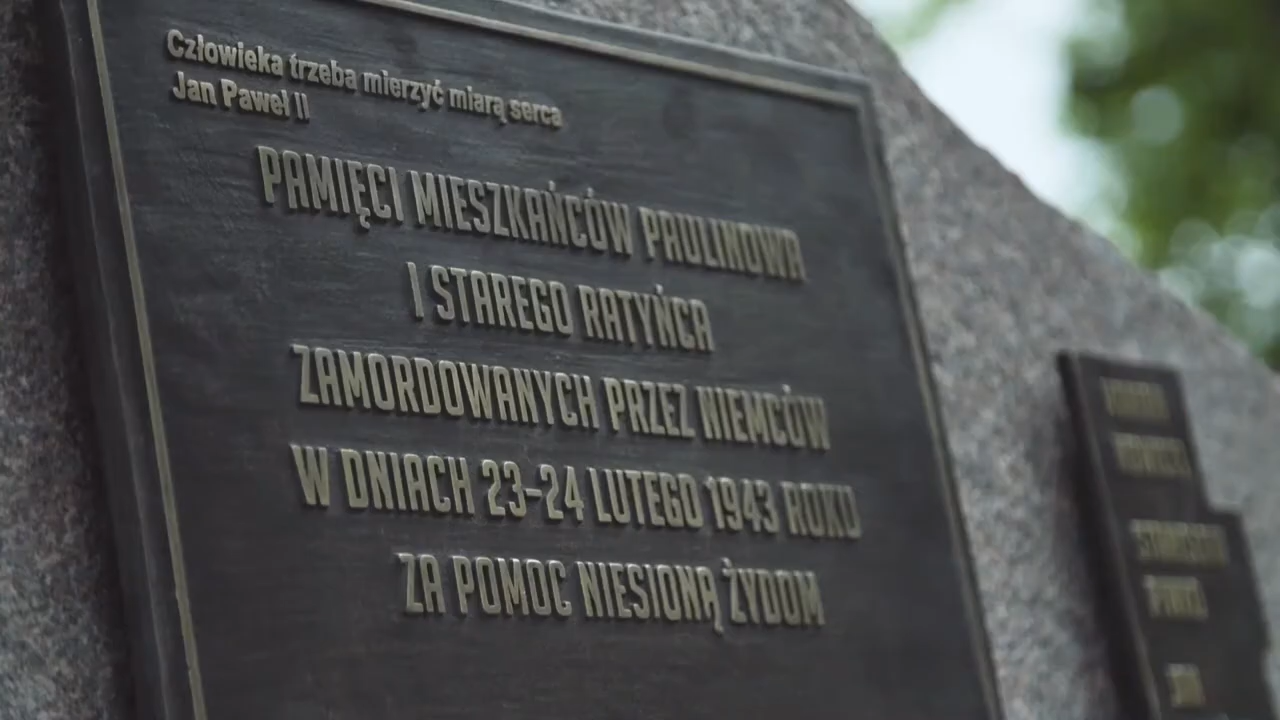 Człowieka trzeba mierzyć miarą serca
Jan Paweł II
PAMIĘCI MIESZKAŃCÓW PAULINOWA
I STAREGO RATYŃCA
ZAMORDOWANYCH PRZEZ NIEMCÓW
W DNIACH 23-24 LUTEGO 1943 ROKU
ZA POMOC NIESIONĄ ŻYDOM